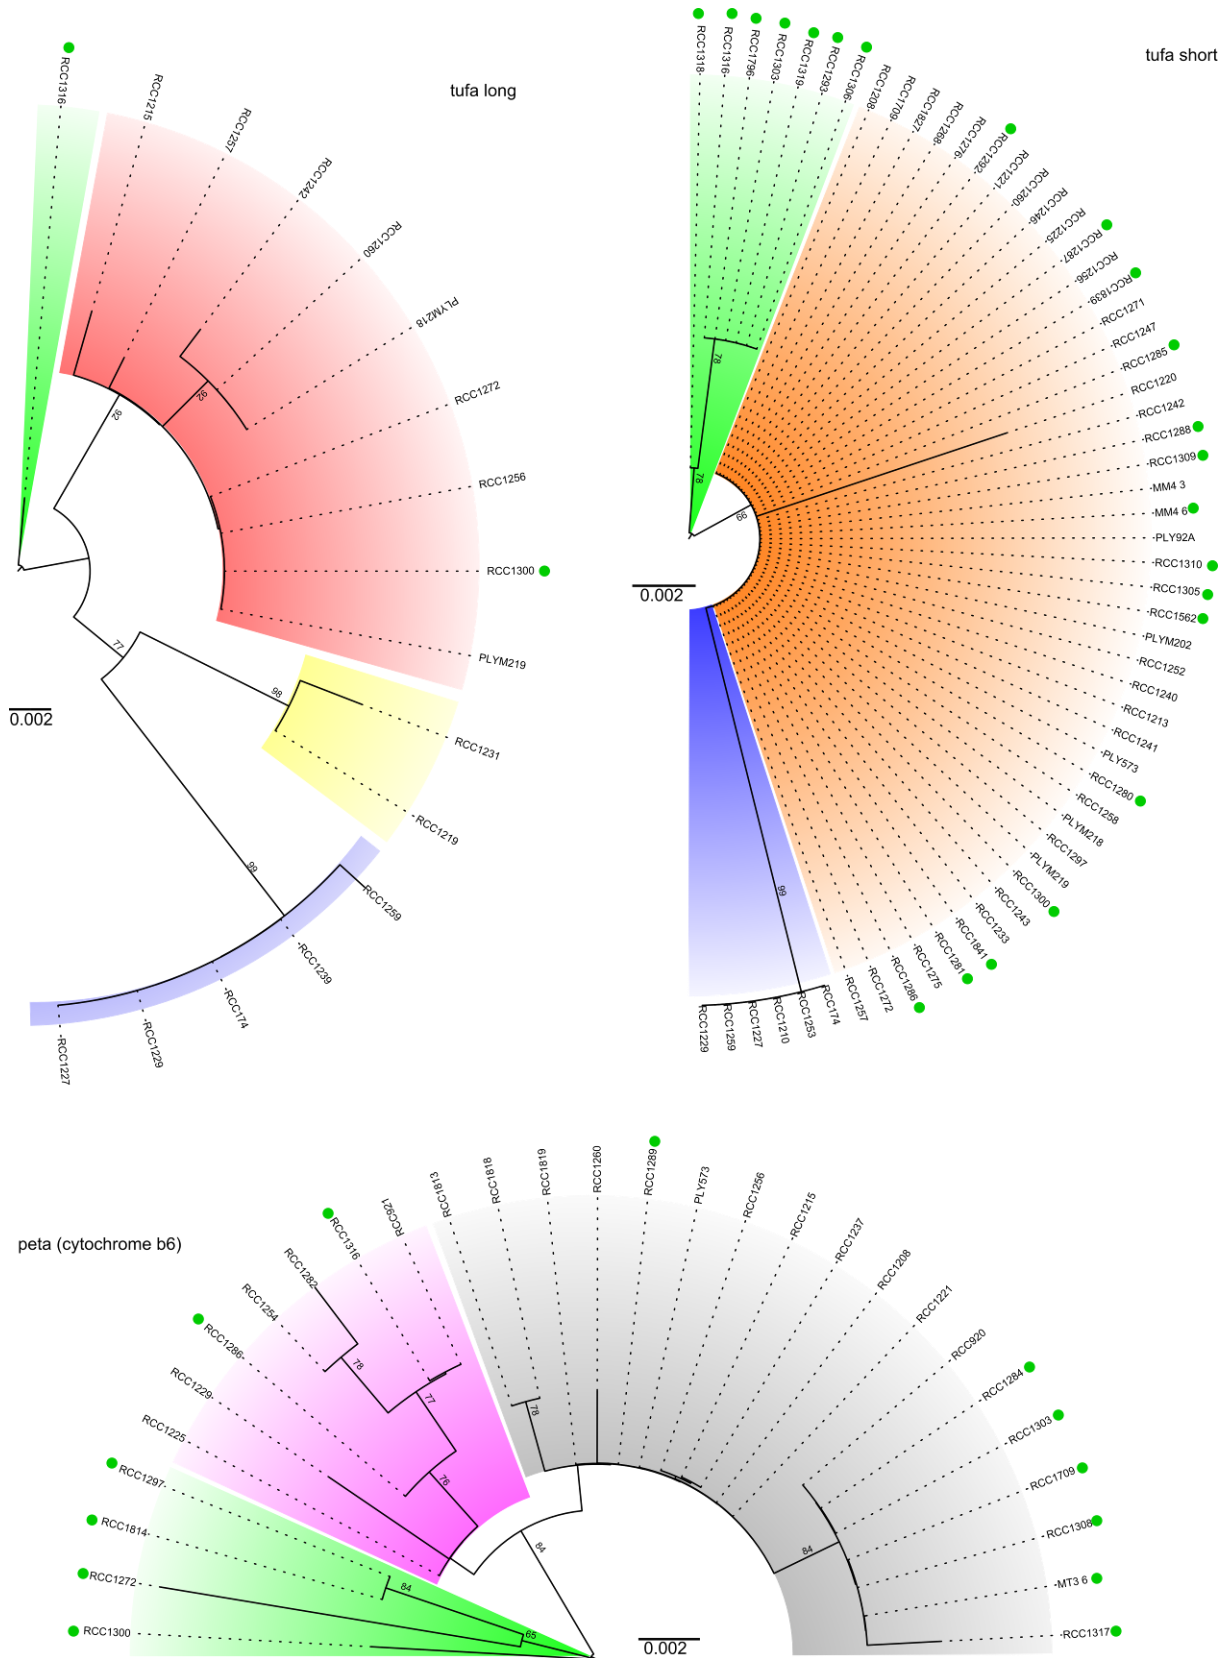 tufa long
RCC1316
RCC1215
RCC1257
RCC1242
RCC1260
PLYM218
RCC1272
RCC1256
RCC1300
PLYM219
RCC1231
RCC1219
RCC1259
RCC1239
RCC174
RCC1229
RCC1227
92
92
77
98
99
0.002
tufa short
RCC1318
RCC1316
RCC1796
RCC1303
RCC1319
RCC1293
RCC1306
RCC1208
RCC1709
RCC1827
RCC1268
RCC1276
RCC1292
RCC1221
RCC1260
RCC1246
RCC1225
RCC1287
RCC1256
RCC1839
RCC1271
RCC1247
RCC1285
RCC1220
RCC1242
RCC1288
RCC1309
MM4 3
MM4 6
PLY92A
RCC1310
RCC1305
RCC1562
PLYM202
RCC1252
RCC1240
RCC1213
RCC1241
PLY573
RCC1280
RCC1258
PLYM218
RCC1297
PLYM219
RCC1300
RCC1243
RCC1233
RCC1841
RCC1281
RCC1275
RCC1286
RCC1272
RCC1257
RCC174
RCC1253
RCC1210
RCC1227
RCC1259
RCC1229
78
78
99
99
0.002
peta (cytochrome b6)
RCC1300
RCC1272
RCC1814
RCC1297
RCC1225
RCC1229
RCC1286
RCC1254
RCC1282
RCC1316
RCC921
RCC1813
RCC1818
RCC1819
RCC1260
RCC1289
PLY573
RCC1256
RCC1215
RCC1237
RCC1208
RCC1221
RCC920
RCC1284
RCC1303
RCC1709
RCC1308
MT3 6
RCC1317
78
77
76
78
84
84
84
65
0.002